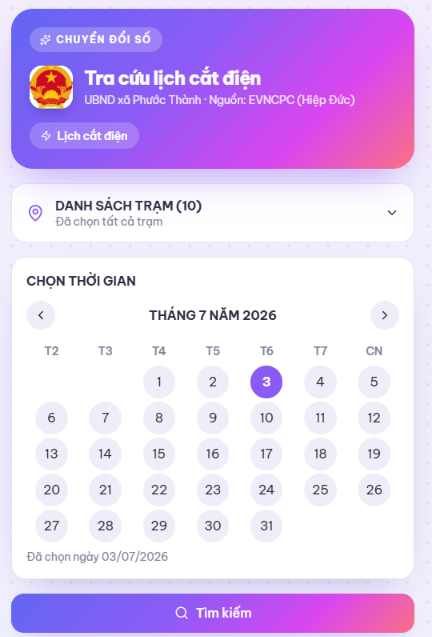 CHUYỂN ĐỔI SỐ
Tra cứu lịch cắt điện
UBND xã Phước Thành · Nguồn: EVNCPC (Hiệp Đức)
Lịch cắt điện
DANH SÁCH TRẠM (10)
Đã chọn tất cả trạm
CHỌN THỜI GIAN
THÁNG 7 NĂM 2026
T2 T3 T4 T5 T6 T7 CN
1 2 3 4 5
6 7 8 9 10 11 12
13 14 15 16 17 18 19
20 21 22 23 24 25 26
27 28 29 30 31
Đã chọn ngày 03/07/2026
Tìm kiếm